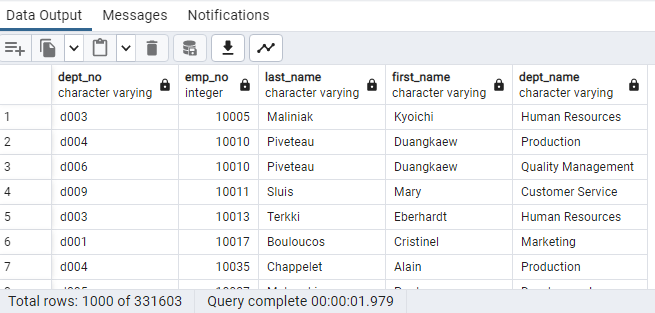 Data Output Messages Notifications
dept_no emp_no last_name first_name dept_name
character varying integer character varying character varying character varying
1 d003 10005 Maliniak Kyoichi Human Resources
2 d004 10010 Piveteau Duangkaew Production
3 d006 10010 Piveteau Duangkaew Quality Management
4 d009 10011 Sluis Mary Customer Service
5 d003 10013 Terkki Eberhardt Human Resources
6 d001 10017 Bouloucos Cristinel Marketing
7 d004 10035 Chappelet Alain Production
Total rows: 1000 of 331603 Query complete 00:00:01.979